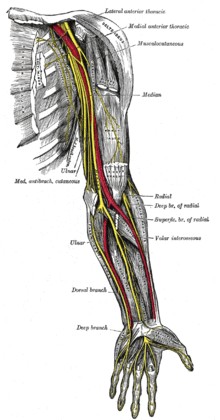 Lateral anterior thoracic
Medial anterior thoracic
Musculocutaneous
Median
Ulnar
Med. antibrach. cutaneous
Radial
Deep br. of radial
Superfic. br. of radial
Volar interosseous
Ulnar
Dorsal branch
Deep branch